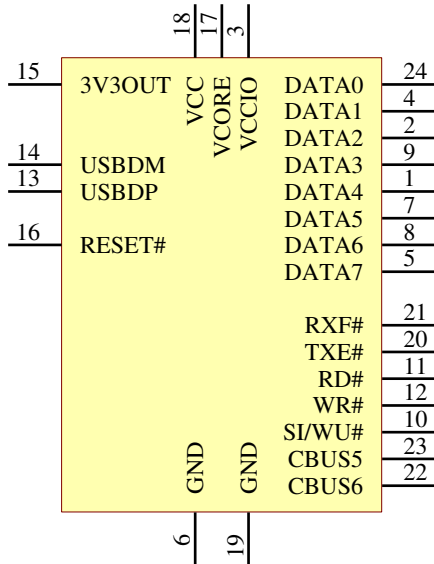 18 17 3
15 3V3OUT VCC VCORE VCCIO DATA0 24
DATA1 4
DATA2 2
14 USBDM DATA3 9
13 USBDP DATA4 1
DATA5 7
16 RESET# DATA6 8
DATA7 5
RXF# 21
TXE# 20
RD# 11
WR# 12
SI/WU# 10
CBUS5 23
GND GND CBUS6 22
6 19